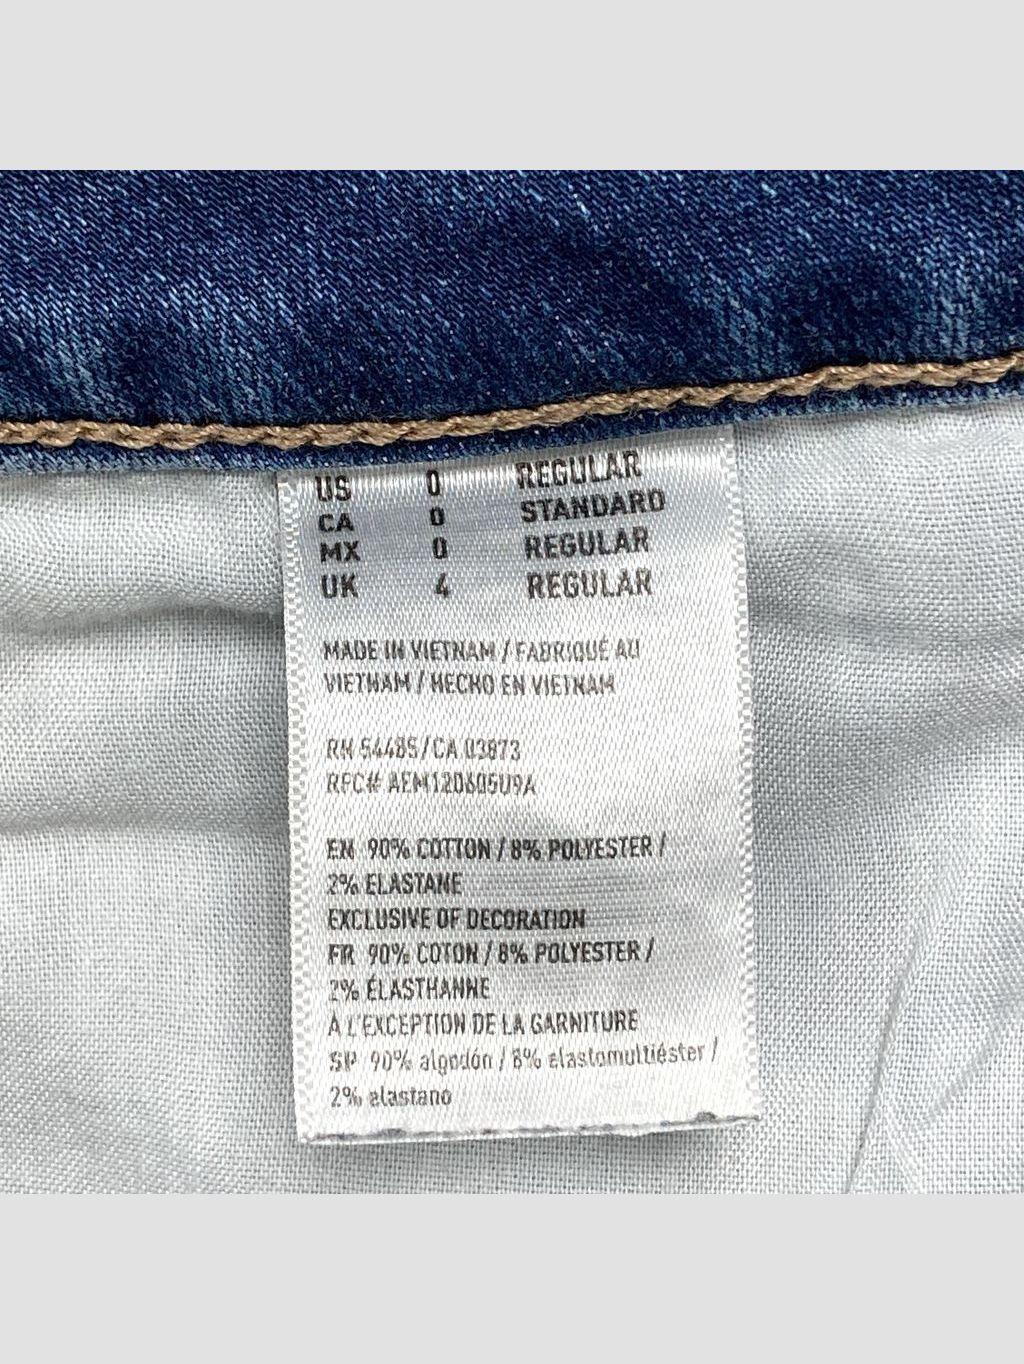 US 0 REGULAR
CA 0 STANDARD
MX 0 REGULAR
UK 4 REGULAR
MADE IN VIETNAM / FABRIQUÉ AU
VIETNAM / HECHO EN VIETNAM
RN 54485/CA 03873
RFC# AEM120605U9A
EN 90% COTTON / 8% POLYESTER /
2% ELASTANE
EXCLUSIVE OF DECORATION
FR 90% COTON / 8% POLYESTER /
2% ÉLASTHANNE
À L'EXCEPTION DE LA GARNITURE
SP 90% algodón / 8% elastomultiéster /
2% elastano